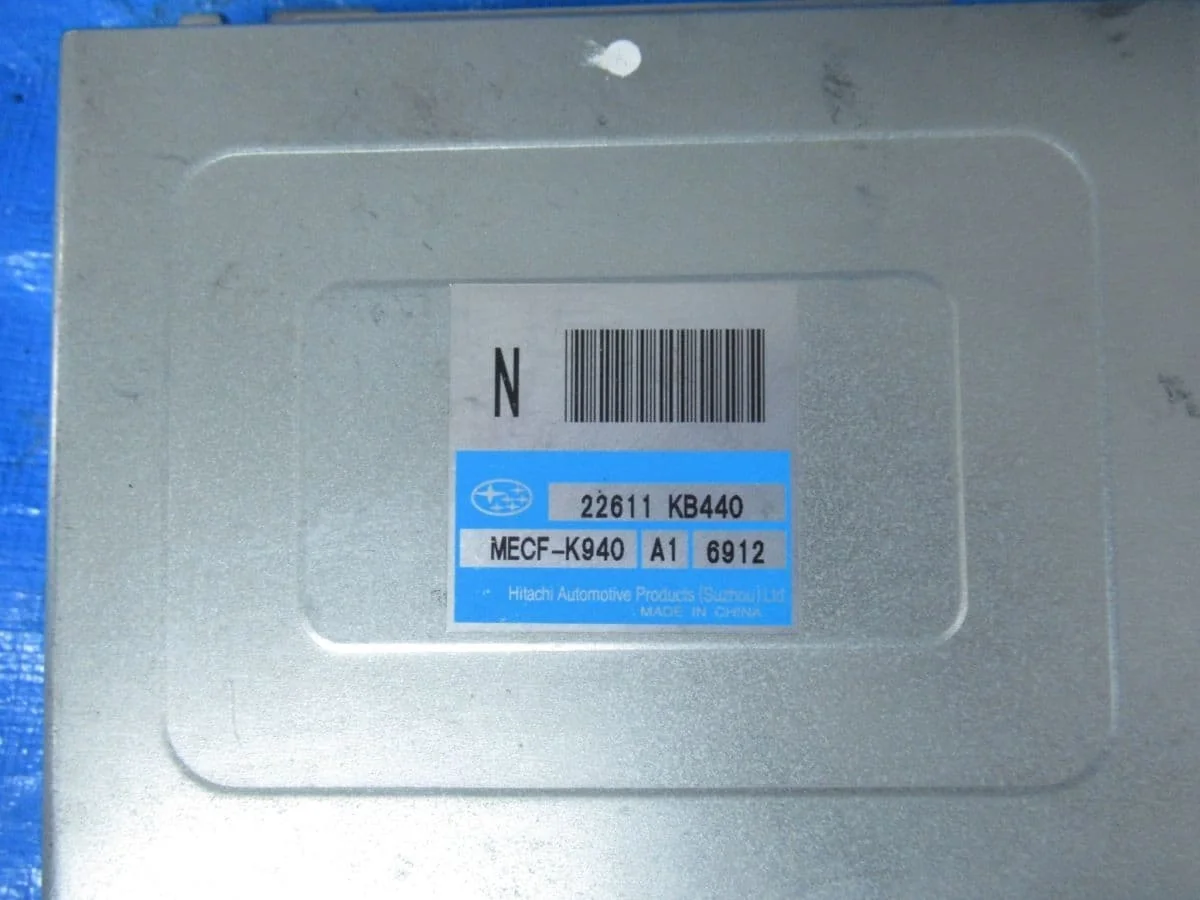 N
22611 KB440
MECF-K940 A1 6912
Hitachi Automotive Products (Suzhou) Ltd
MADE IN CHINA